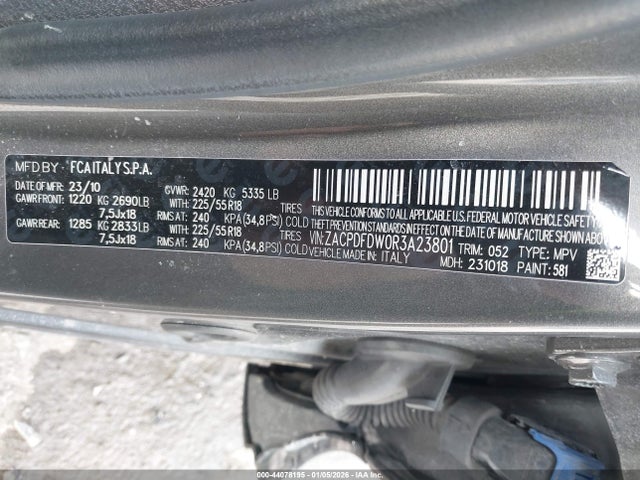 MFD BY FCA ITALY S.P.A.
DATE OF MFR 23/10 GVWR: 2420 KG 5335 LB
GAWR FRONT: 1220 KG 2690LB WITH 225/55R18 TIRES
7,5Jx18 RIMS AT 240 KPA (34,8PSI) COLD
GAWR REAR: 1285 KG 2833LB WITH 225/55R18 TIRES
7,5Jx18 RIMS AT 240 KPA (34,8PSI) COLD
THIS VEHICLE CONFORMS TO ALL APPLICABLE
U.S. FEDERAL MOTOR VEHICLE SAFETY, BUMPER AND
THEFT PREVENTION STANDARDS IN EFFECT ON THE
DATE OF MANUFACTURE SHOWN ABOVE
VIN: ZACPDFDW0R3A23801 TRIM: 052 TYPE: MPV
VEHICLE MADE IN: ITALY MDH: 231018 PAINT: 581
000-44078195 - 01/05/2026 - IAA Holdings, LLC.